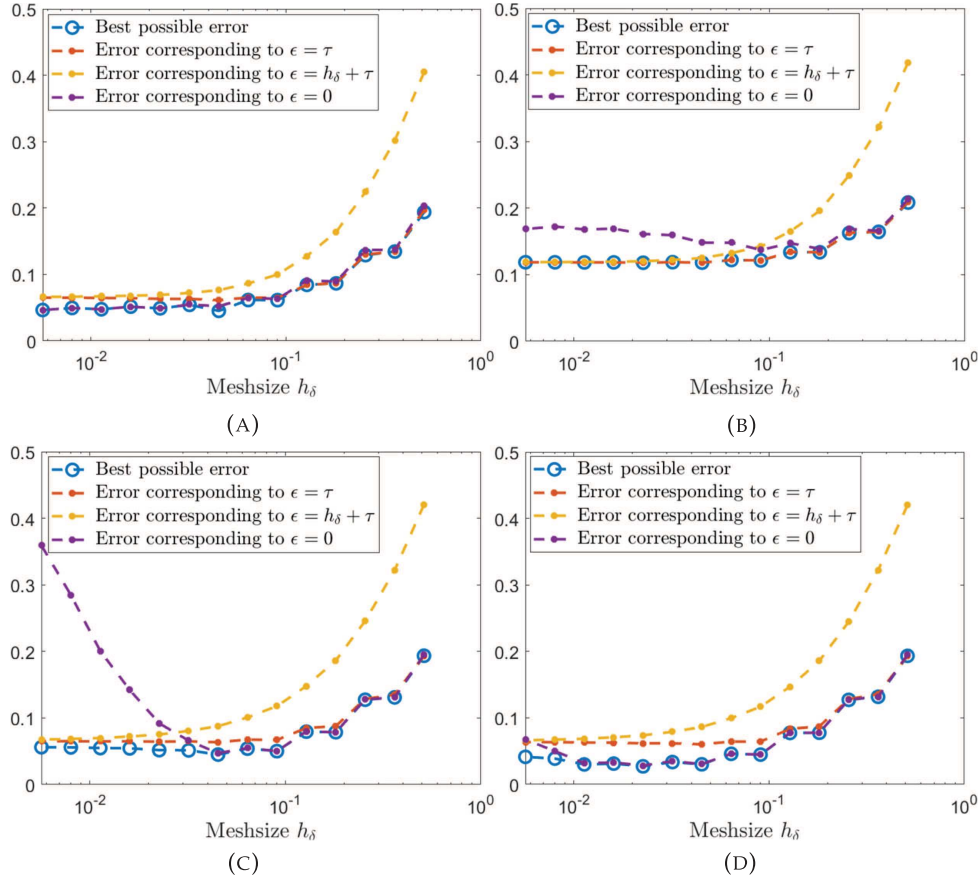 0.5
0.4
0.3
0.2
0.1
0
Best possible error
Error corresponding to ϵ = τ
Error corresponding to ϵ = h_δ + τ
Error corresponding to ϵ = 0
10^-2
10^-1
10^0
Meshsize h_δ
(A)
0.5
0.4
0.3
0.2
0.1
0
Best possible error
Error corresponding to ϵ = τ
Error corresponding to ϵ = h_δ + τ
Error corresponding to ϵ = 0
10^-2
10^-1
10^0
Meshsize h_δ
(B)
0.5
0.4
0.3
0.2
0.1
0
Best possible error
Error corresponding to ϵ = τ
Error corresponding to ϵ = h_δ + τ
Error corresponding to ϵ = 0
10^-2
10^-1
10^0
Meshsize h_δ
(C)
0.5
0.4
0.3
0.2
0.1
0
Best possible error
Error corresponding to ϵ = τ
Error corresponding to ϵ = h_δ + τ
Error corresponding to ϵ = 0
10^-2
10^-1
10^0
Meshsize h_δ
(D)